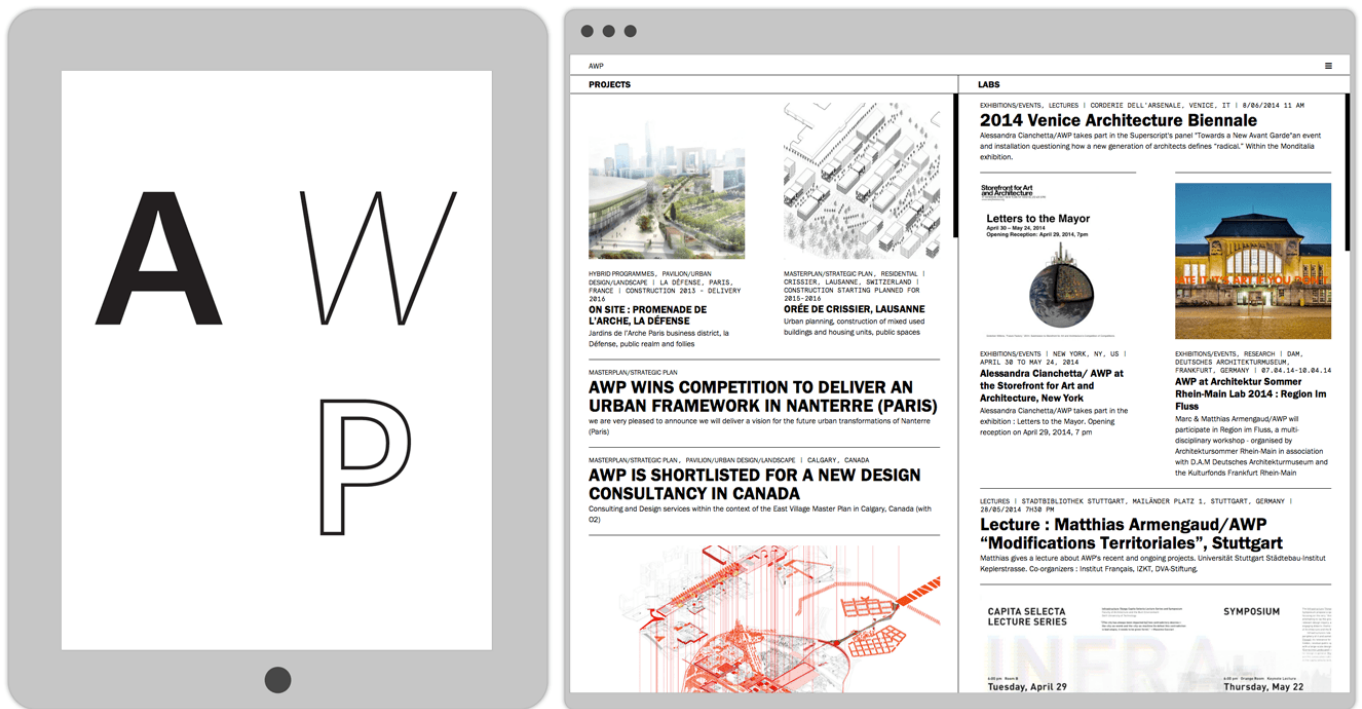 A W
P
AWP
PROJECTS
HYBRID PROGRAMMES, PAVILION/URBAN
DESIGN/LANDSCAPE | LA DÉFENSE, PARIS,
FRANCE | CONSTRUCTION 2013 - DELIVERY
2016
ON SITE : PROMENADE DE
L'ARCHE, LA DÉFENSE
Jardins de l'Arche Paris business district, la
Défense, public realm and follies
MASTERPLAN/STRATEGIC PLAN, RESIDENTIAL |
CRISSIER, LAUSANNE, SWITZERLAND |
CONSTRUCTION STARTING PLANNED FOR
2015-2016
ORÉE DE CRISSIER, LAUSANNE
Urban planning, construction of mixed used
buildings and housing units, public spaces
MASTERPLAN/STRATEGIC PLAN
AWP WINS COMPETITION TO DELIVER AN
URBAN FRAMEWORK IN NANTERRE (PARIS)
we are very pleased to announce we will deliver a vision for the future urban transformations of Nanterre
(Paris)
MASTERPLAN/STRATEGIC PLAN, PAVILION/URBAN DESIGN/LANDSCAPE | CALGARY, CANADA
AWP IS SHORTLISTED FOR A NEW DESIGN
CONSULTANCY IN CANADA
Consulting and Design services within the context of the East Village Master Plan in Calgary, Canada (with
O2)
LABS
EXHIBITIONS/EVENTS, LECTURES | CORDERIE DELL'ARSENALE, VENICE, IT | 8/06/2014 11 AM
2014 Venice Architecture Biennale
Alessandra Cianchetta/AWP takes part in the Superscript's panel "Towards a New Avant Garde"an event
and installation questioning how a new generation of architects defines "radical." Within the Monditalia
exhibition.
Storefront for Art
and Architecture
Letters to the Mayor
April 30 – May 24, 2014
Opening Reception: April 29, 2014, 7pm
EXHIBITIONS/EVENTS | NEW YORK, NY, US |
APRIL 30 TO MAY 24, 2014
Alessandra Cianchetta/ AWP at
the Storefront for Art and
Architecture, New York
Alessandra Cianchetta/AWP takes part in the
exhibition : Letters to the Mayor. Opening
reception on April 29, 2014, 7 pm
EXHIBITIONS/EVENTS, RESEARCH | DAM,
DEUTSCHES ARCHITEKTURMUSEUM,
FRANKFURT, GERMANY | 07.04.14-10.04.14
AWP at Architektur Sommer
Rhein-Main Lab 2014 : Region Im
Fluss
Marc & Matthias Armengaud/AWP will
participate in Region im Fluss, a multi-
disciplinary workshop - organised by
Architektursommer Rhein-Main in association
with D.A.M Deutsches Architekturmuseum and
the Kulturfonds Frankfurt Rhein-Main
LECTURES | STADTBIBLIOTHEK STUTTGART, MAILÄNDER PLATZ 1, STUTTGART, GERMANY |
28/05/2014 7H30 PM
Lecture : Matthias Armengaud/AWP
"Modifications Territoriales", Stuttgart
Matthias gives a lecture about AWP's recent and ongoing projects. Universität Stuttgart Städtebau-Institut
Keplerstrasse. Co-organizers : Institut Français, IZKT, DVA-Stiftung,
CAPITA SELECTA
LECTURE SERIES
SYMPOSIUM
INFRA
Tuesday, April 29
Thursday, May 22